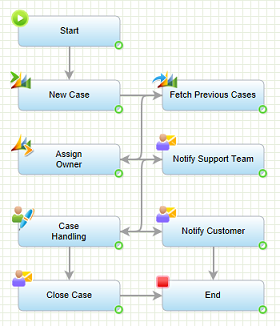 Start
New Case
Fetch Previous Cases
Assign
Owner
Notify Support Team
Case
Handling
Notify Customer
Close Case
End